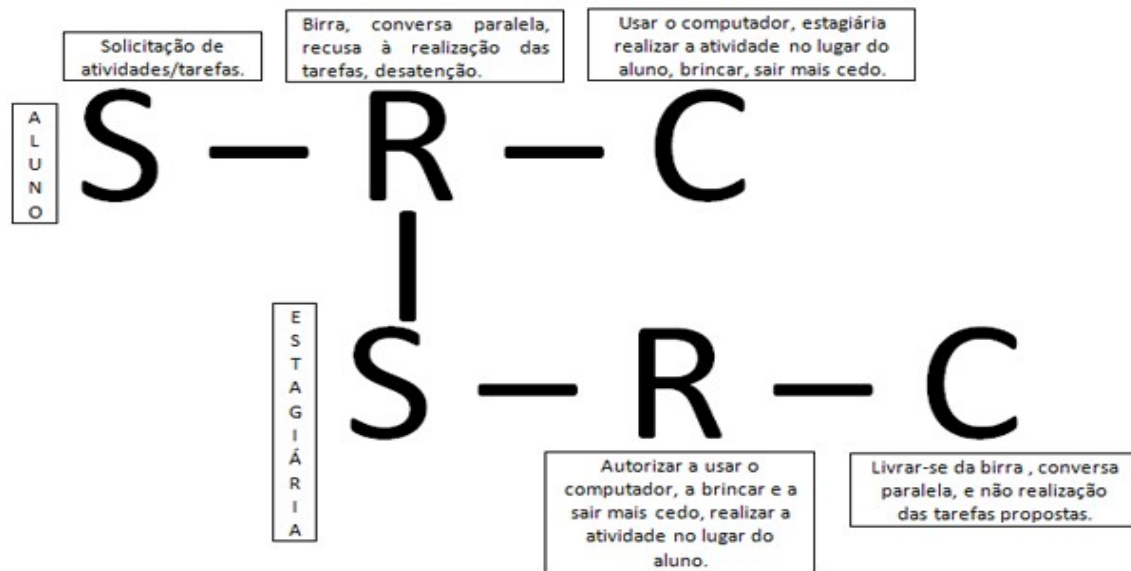 Solicitação de
atividades/tarefas.
Birra, conversa paralela,
recusa à realização das
tarefas, desatenção.
Usar o computador, estagiária
realizar a atividade no lugar do
aluno, brincar, sair mais cedo.
ALUNO
S — R — C
ESTAGIÁRIA
S — R — C
Autorizar a usar o
computador, a brincar e a
sair mais cedo, realizar a
atividade no lugar do
aluno.
Livrar-se da birra , conversa
paralela, e não realização
das tarefas propostas.